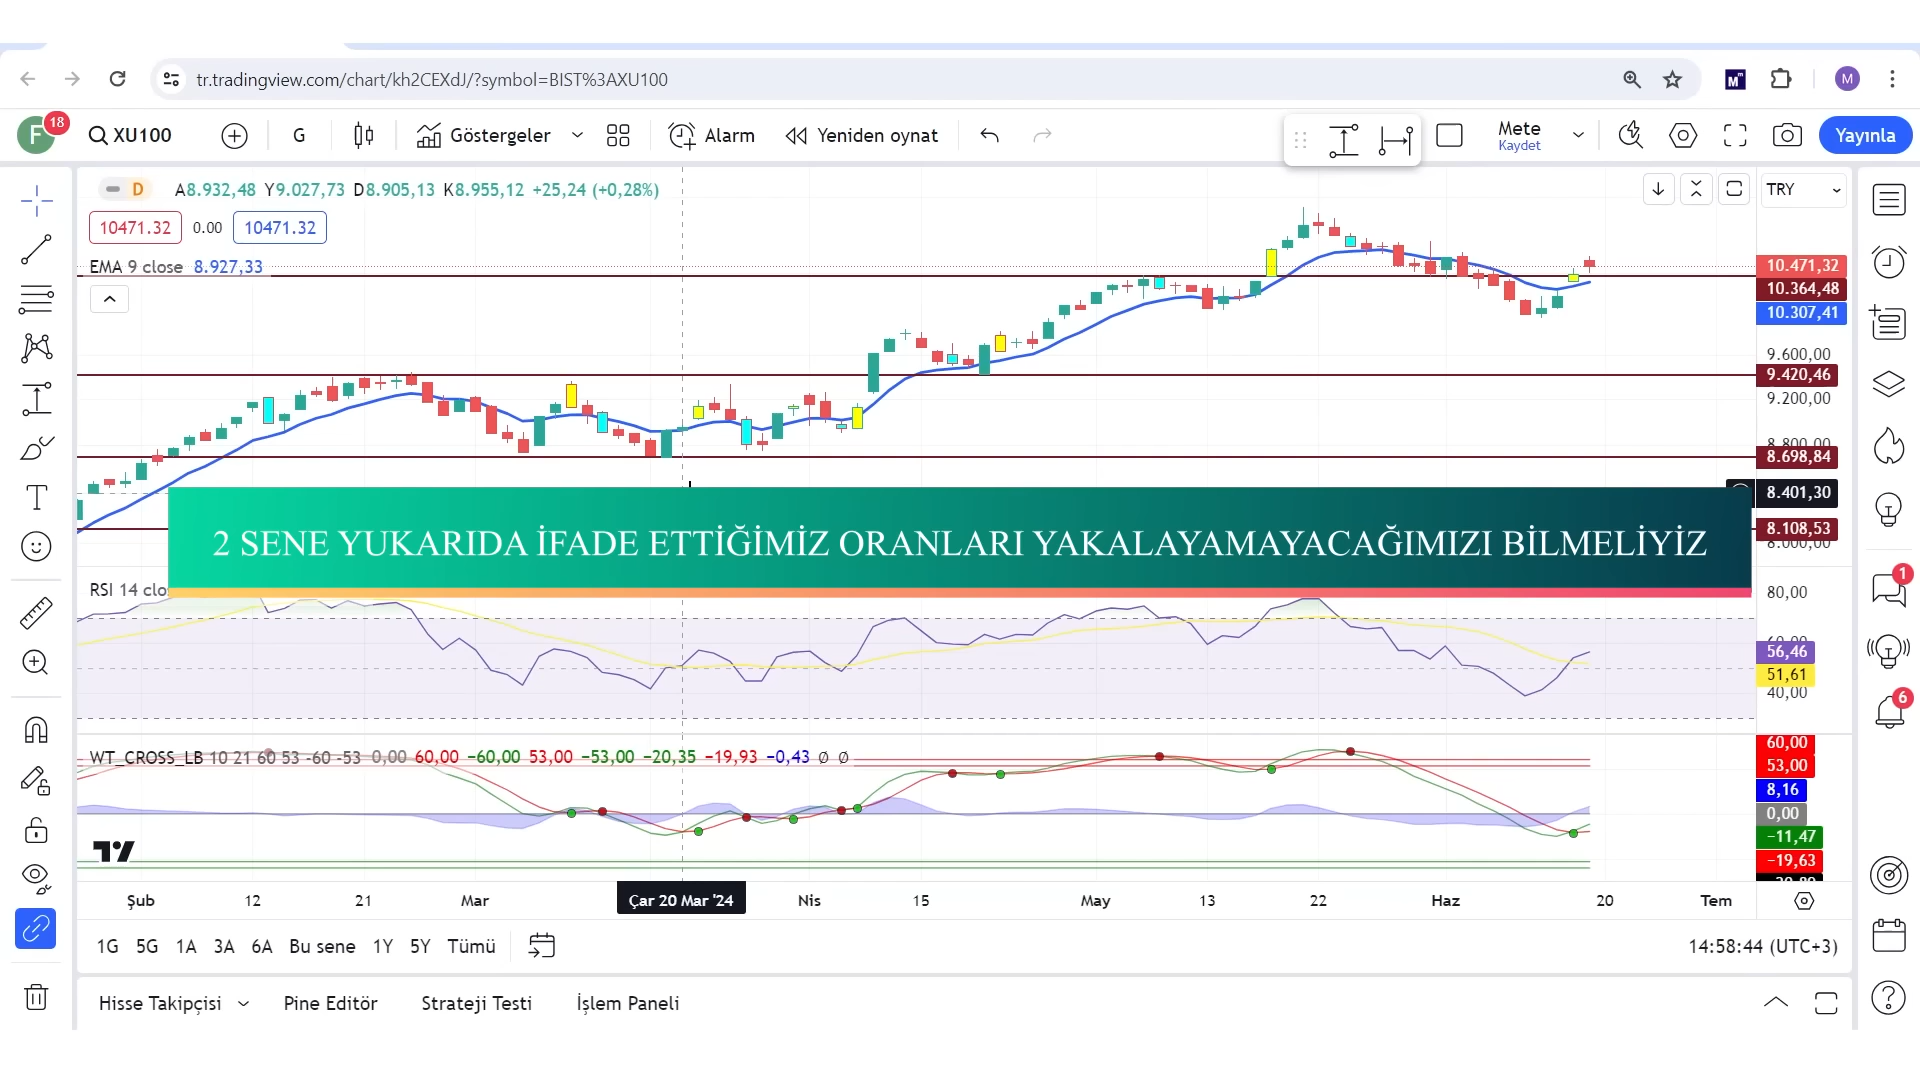 tr.tradingview.com/chart/kh2CEXdJ/?symbol=BIST%3AXU100
M
M
F
18
XU100
G
Göstergeler
Alarm
Yeniden oynat
Mete
Kaydet
Yayınla
D A8.932,48 Y9.027,73 D8.905,13 K8.955,12 +25,24 (+0,28%)
TRY
10471.32 0.00 10471.32
EMA 9 close 8.927,33
10.471,32
10.364,48
10.307,41
9.600,00
9.420,46
9.200,00
8.800,00
8.698,84
8.401,30
8.108,53
8.000,00
2 SENE YUKARIDA İFADE ETTİĞİMİZ ORANLARI YAKALAYAMAYACAĞIMIZI BİLMELİYİZ
RSI 14 clo
80,00
60,00
56,46
51,61
40,00
1
6
WT_CROSS_LB 10 21 60 53 -60 -53 0,00 60,00 −60,00 53,00 −53,00 −20,35 −19,93 −0,43 Ø Ø
60,00
53,00
8,16
0,00
−11,47
−19,63
Şub 12 21 Mar Çar 20 Mar '24 Nis 15 May 13 22 Haz 20 Tem
1G 5G 1A 3A 6A Bu sene 1Y 5Y Tümü
14:58:44 (UTC+3)
Hisse Takipçisi Pine Editör Strateji Testi İşlem Paneli